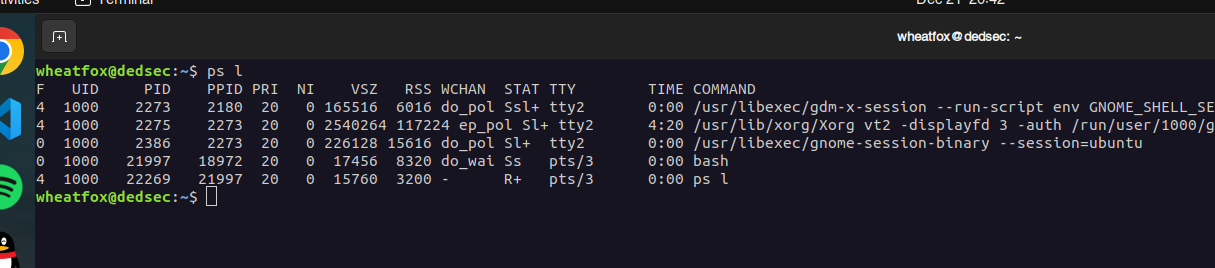 Terminal
Dec 21 20:42
wheatfox@dedsec: ~
wheatfox@dedsec:~$ ps l
F   UID     PID    PPID PRI  NI    VSZ   RSS WCHAN  STAT TTY        TIME COMMAND
4  1000    2273    2180  20   0 165516  6016 do_pol Ssl+ tty2       0:00 /usr/libexec/gdm-x-session --run-script env GNOME_SHELL_SE
4  1000    2275    2273  20   0 2540264 117224 ep_pol Sl+ tty2      4:20 /usr/lib/xorg/Xorg vt2 -displayfd 3 -auth /run/user/1000/g
0  1000    2386    2273  20   0 226128 15616 do_pol Sl+  tty2       0:00 /usr/libexec/gnome-session-binary --session=ubuntu
0  1000   21997   18972  20   0  17456  8320 do_wai Ss   pts/3      0:00 bash
4  1000   22269   21997  20   0  15760  3200 -      R+   pts/3      0:00 ps l
wheatfox@dedsec:~$